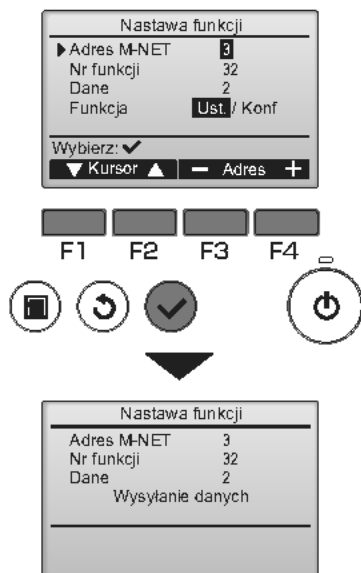 Nastawa funkcji
Adres M-NET 3
Nr funkcji 32
Dane 2
Funkcja Ust. / Konf
Wybierz: ✔
▼ Kursor ▲ − Adres +
F1 F2 F3 F4
Nastawa funkcji
Adres M-NET 3
Nr funkcji 32
Dane 2
Wysyłanie danych